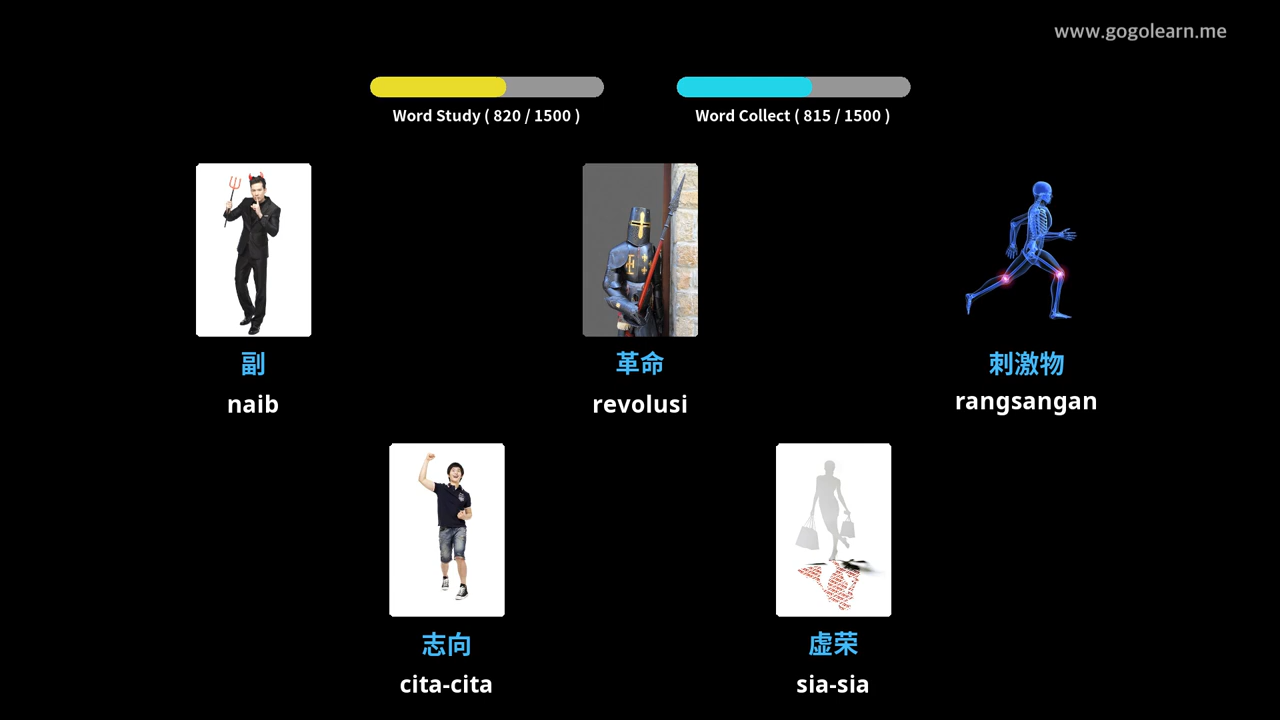 www.gogolearn.me
Word Study ( 820 / 1500 )
Word Collect ( 815 / 1500 )
副
naib
革命
revolusi
刺激物
rangsangan
志向
cita-cita
虚荣
sia-sia